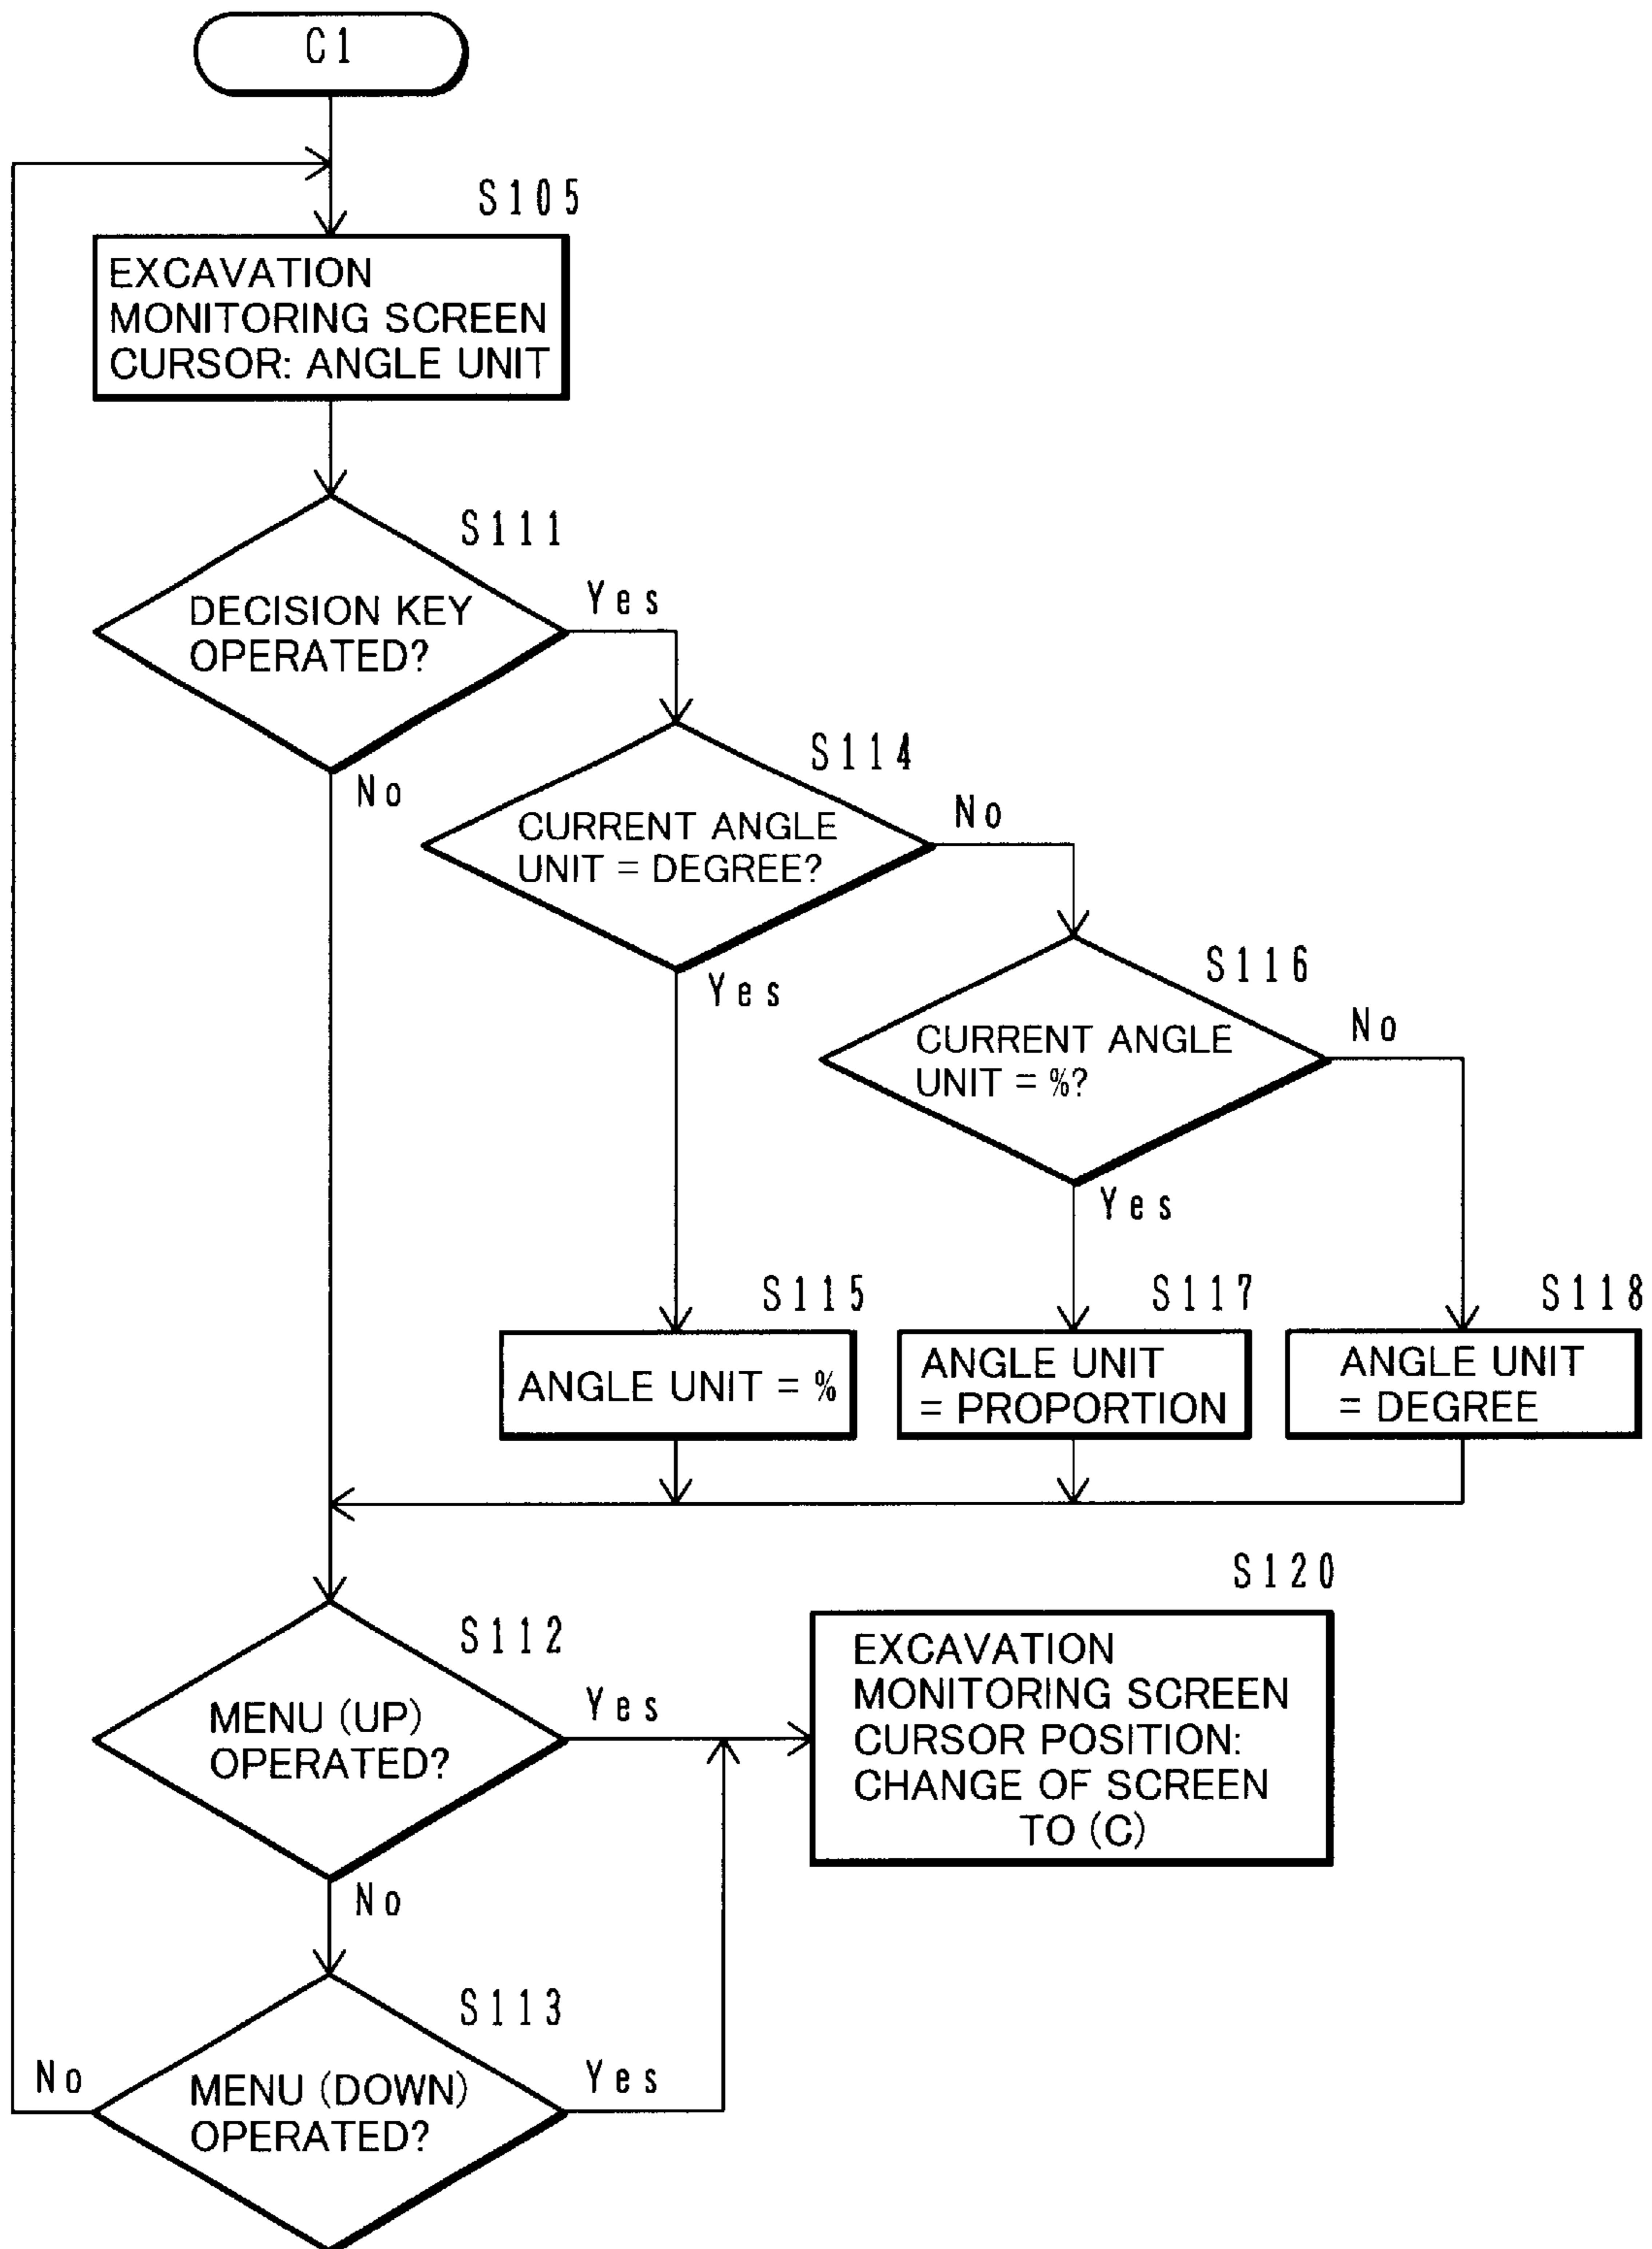 C1
S105
EXCAVATION
MONITORING SCREEN
CURSOR: ANGLE UNIT
S111
DECISION KEY
OPERATED?
Yes
No
S114
CURRENT ANGLE
UNIT = DEGREE?
No
Yes
S116
CURRENT ANGLE
UNIT = %?
No
Yes
S115
ANGLE UNIT = %
S117
ANGLE UNIT
= PROPORTION
S118
ANGLE UNIT
= DEGREE
S112
MENU (UP)
OPERATED?
Yes
No
S120
EXCAVATION
MONITORING SCREEN
CURSOR POSITION:
CHANGE OF SCREEN
TO (C)
S113
MENU (DOWN)
OPERATED?
No
Yes